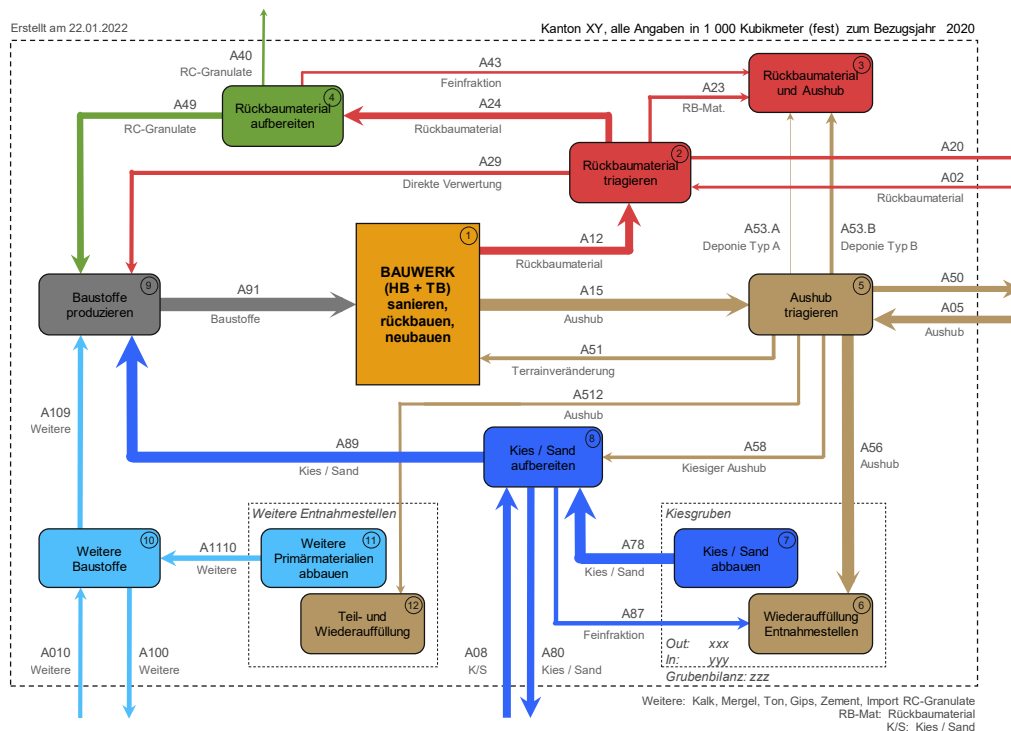 Erstellt am 22.01.2022
Kanton XY, alle Angaben in 1 000 Kubikmeter (fest) zum Bezugsjahr 2020
A40
RC-Granulate
A43
Feinfraktion
3
Rückbaumaterial
und Aushub
A23
RB-Mat.
4
Rückbaumaterial
aufbereiten
A49
RC-Granulate
A24
Rückbaumaterial
2
Rückbaumaterial
triagieren
A20
A02
Rückbaumaterial
A29
Direkte Verwertung
A53.A
Deponie Typ A
A53.B
Deponie Typ B
1
BAUWERK
(HB + TB)
sanieren,
rückbauen,
neubauen
A12
Rückbaumaterial
9
Baustoffe
produzieren
A91
Baustoffe
A15
Aushub
5
Aushub
triagieren
A50
A05
Aushub
A51
Terrainveränderung
A512
Aushub
A109
Weitere
A89
Kies / Sand
8
Kies / Sand
aufbereiten
A58
Kiesiger Aushub
A56
Aushub
Weitere Entnahmestellen
Kiesgruben
10
Weitere
Baustoffe
A1110
Weitere
11
Weitere
Primärmaterialien
abbauen
A78
Kies / Sand
7
Kies / Sand
abbauen
12
Teil- und
Wiederauffüllung
A87
Feinfraktion
6
Wiederauffüllung
Entnahmestellen
Out: xxx
In: yyy
Grubenbilanz: zzz
A010
Weitere
A100
Weitere
A08
K/S
A80
Kies / Sand
Weitere: Kalk, Mergel, Ton, Gips, Zement, Import RC-Granulate
RB-Mat: Rückbaumaterial
K/S: Kies / Sand